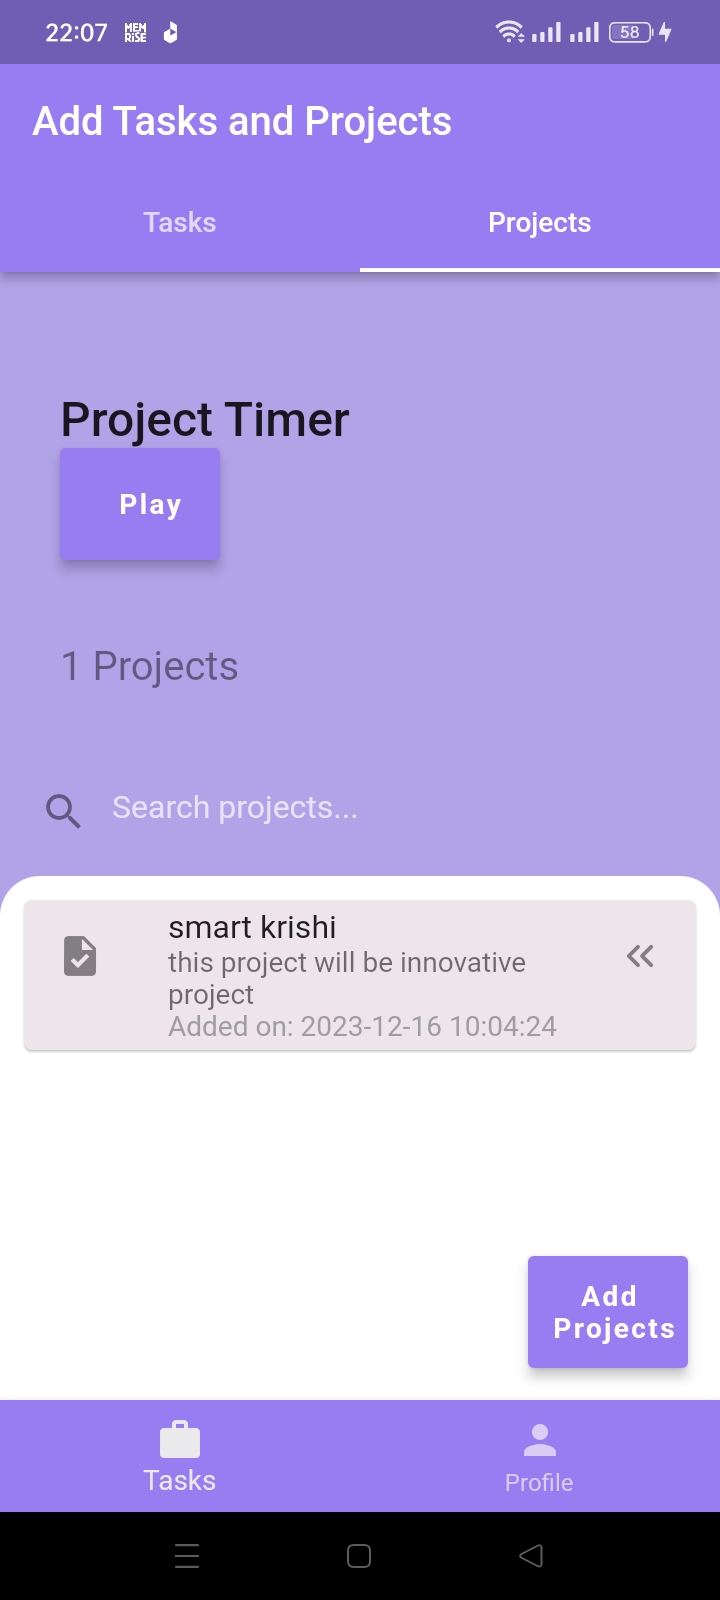 22:07 MEM RiSE 58
Add Tasks and Projects
Tasks Projects
Project Timer
Play
1 Projects
Search projects...
smart krishi
this project will be innovative
project
Added on: 2023-12-16 10:04:24
Add
Projects
Tasks Profile